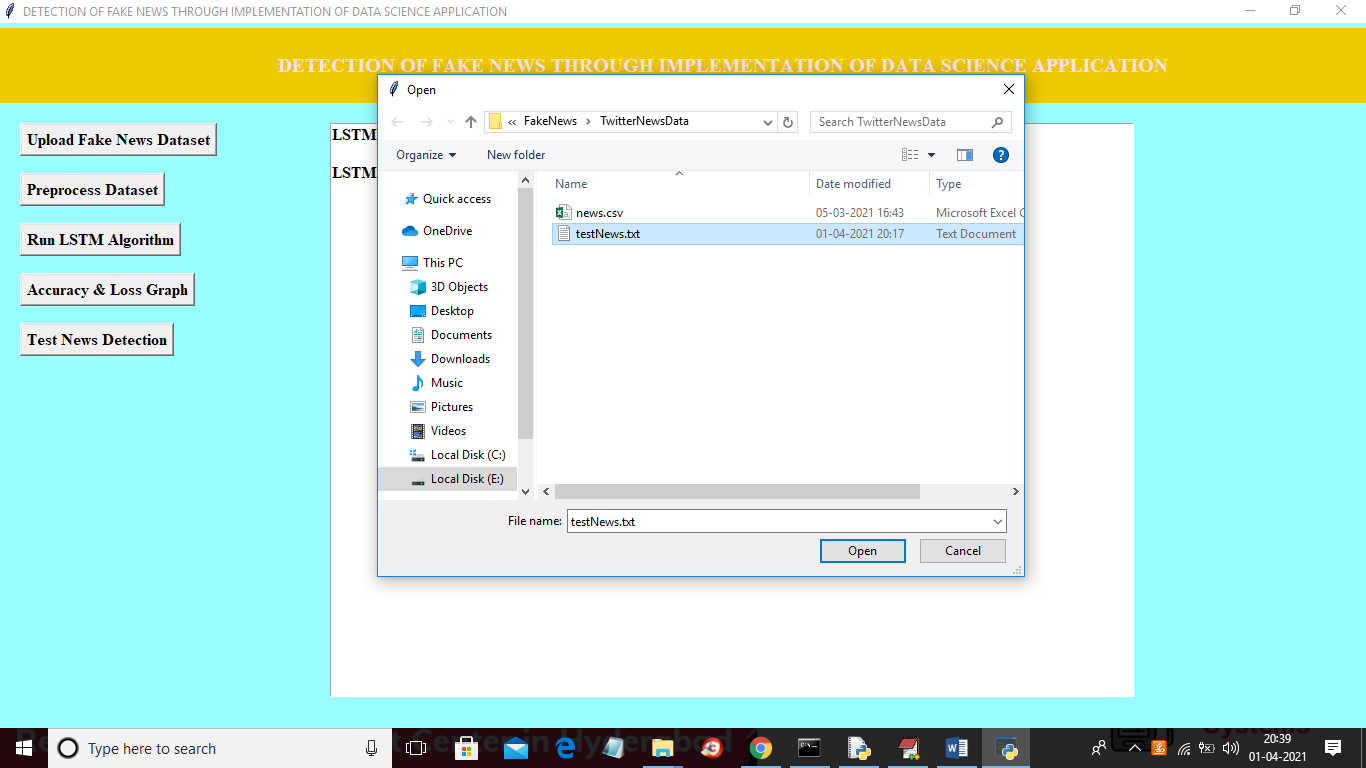 DETECTION OF FAKE NEWS THROUGH IMPLEMENTATION OF DATA SCIENCE APPLICATION
DETECTION OF FAKE NEWS THROUGH IMPLEMENTATION OF DATA SCIENCE APPLICATION
Upload Fake News Dataset
Preprocess Dataset
Run LSTM Algorithm
Accuracy & Loss Graph
Test News Detection
LSTM
LSTM
Open
« FakeNews › TwitterNewsData
Search TwitterNewsData
Organize
New folder
Quick access
OneDrive
This PC
3D Objects
Desktop
Documents
Downloads
Music
Pictures
Videos
Local Disk (C:)
Local Disk (E:)
Name Date modified Type
news.csv 05-03-2021 16:43 Microsoft Excel C
testNews.txt 01-04-2021 20:17 Text Document
File name: testNews.txt
Open Cancel
Type here to search
20:39
01-04-2021